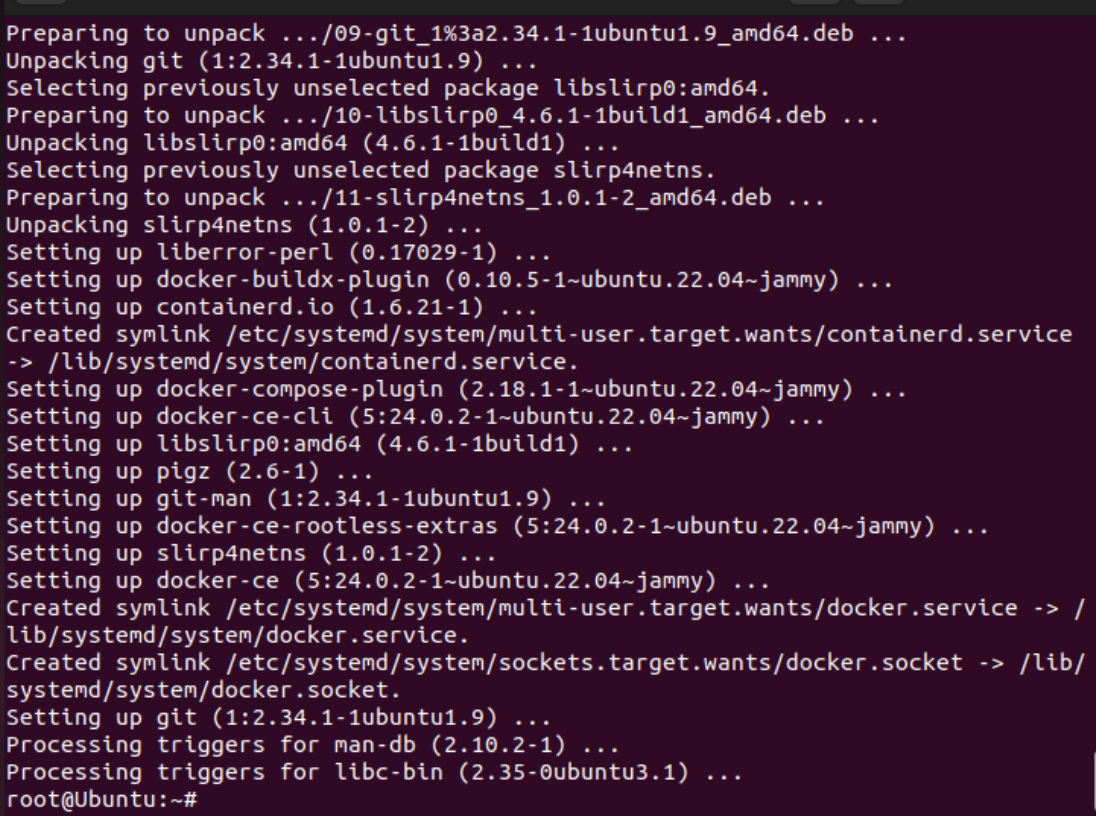 Preparing to unpack .../09-git_1%3a2.34.1-1ubuntu1.9_amd64.deb ...
Unpacking git (1:2.34.1-1ubuntu1.9) ...
Selecting previously unselected package libslirp0:amd64.
Preparing to unpack .../10-libslirp0_4.6.1-1build1_amd64.deb ...
Unpacking libslirp0:amd64 (4.6.1-1build1) ...
Selecting previously unselected package slirp4netns.
Preparing to unpack .../11-slirp4netns_1.0.1-2_amd64.deb ...
Unpacking slirp4netns (1.0.1-2) ...
Setting up liberror-perl (0.17029-1) ...
Setting up docker-buildx-plugin (0.10.5-1~ubuntu.22.04~jammy) ...
Setting up containerd.io (1.6.21-1) ...
Created symlink /etc/systemd/system/multi-user.target.wants/containerd.service
-> /lib/systemd/system/containerd.service.
Setting up docker-compose-plugin (2.18.1-1~ubuntu.22.04~jammy) ...
Setting up docker-ce-cli (5:24.0.2-1~ubuntu.22.04~jammy) ...
Setting up libslirp0:amd64 (4.6.1-1build1) ...
Setting up pigz (2.6-1) ...
Setting up git-man (1:2.34.1-1ubuntu1.9) ...
Setting up docker-ce-rootless-extras (5:24.0.2-1~ubuntu.22.04~jammy) ...
Setting up slirp4netns (1.0.1-2) ...
Setting up docker-ce (5:24.0.2-1~ubuntu.22.04~jammy) ...
Created symlink /etc/systemd/system/multi-user.target.wants/docker.service -> /
lib/systemd/system/docker.service.
Created symlink /etc/systemd/system/sockets.target.wants/docker.socket -> /lib/
systemd/system/docker.socket.
Setting up git (1:2.34.1-1ubuntu1.9) ...
Processing triggers for man-db (2.10.2-1) ...
Processing triggers for libc-bin (2.35-0ubuntu3.1) ...
root@Ubuntu:~#